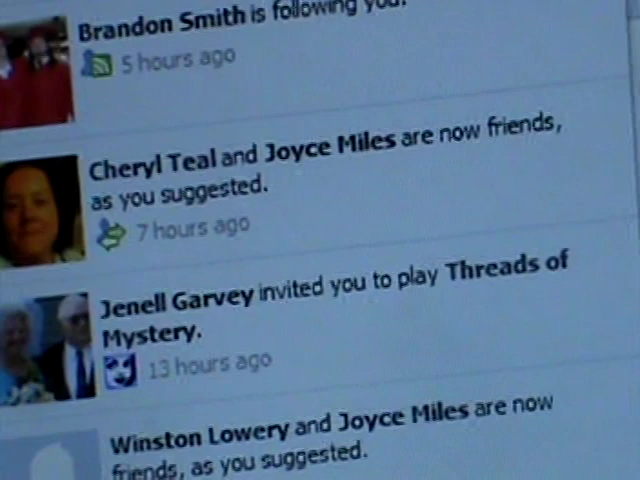 Brandon Smith is following you.
5 hours ago
Cheryl Teal and Joyce Miles are now friends,
as you suggested.
7 hours ago
Jenell Garvey invited you to play Threads of
Mystery.
13 hours ago
Winston Lowery and Joyce Miles are now
friends, as you suggested.